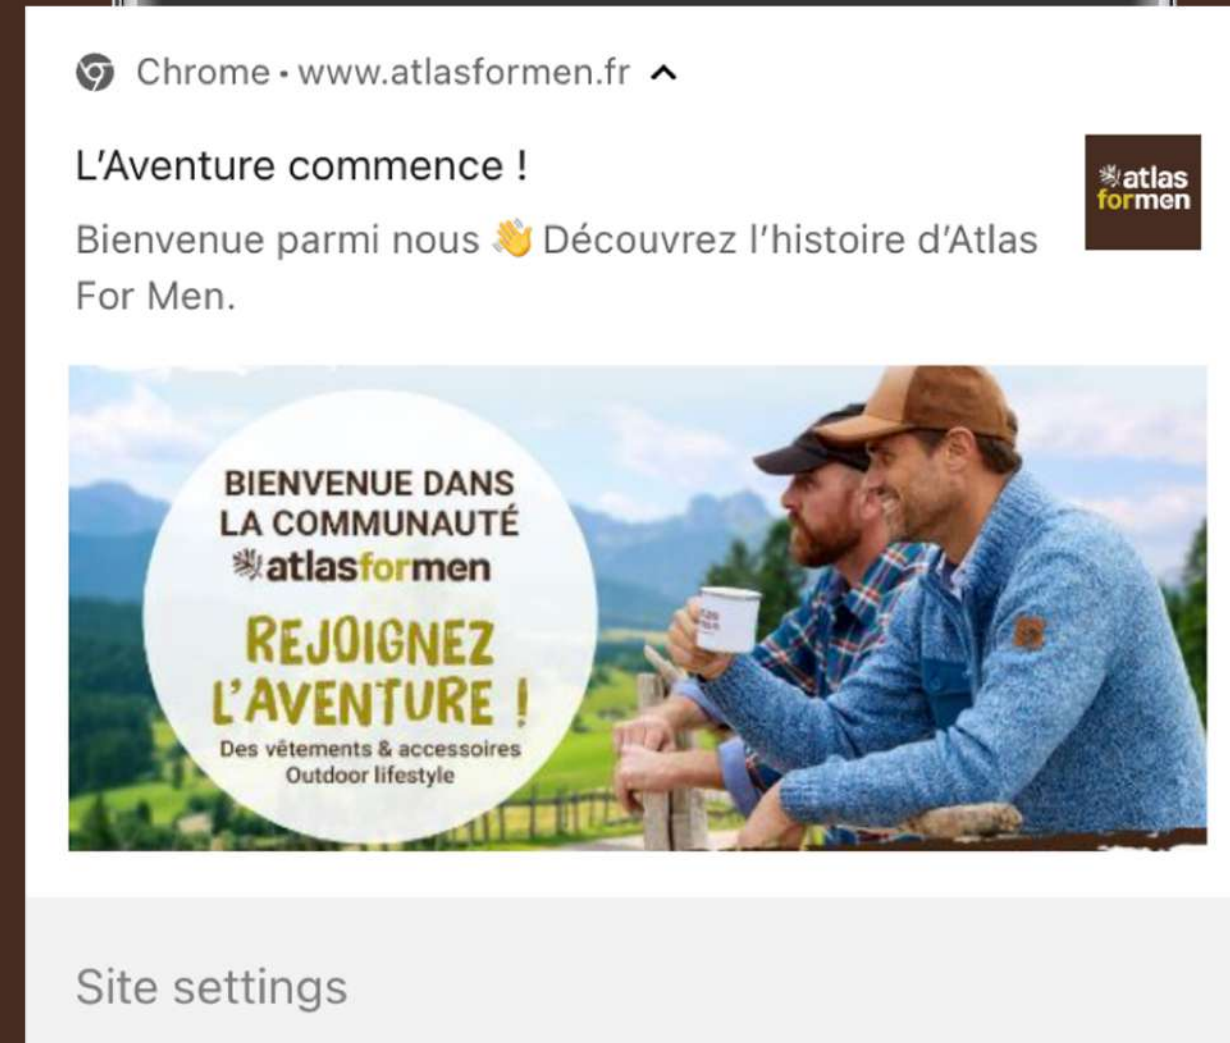 Chrome • www.atlasformen.fr
L'Aventure commence !
Bienvenue parmi nous 👋 Découvrez l'histoire d'Atlas
For Men.
atlas
formen
BIENVENUE DANS
LA COMMUNAUTÉ
atlasformen
REJOIGNEZ
L'AVENTURE !
Des vêtements & accessoires
Outdoor lifestyle
Site settings